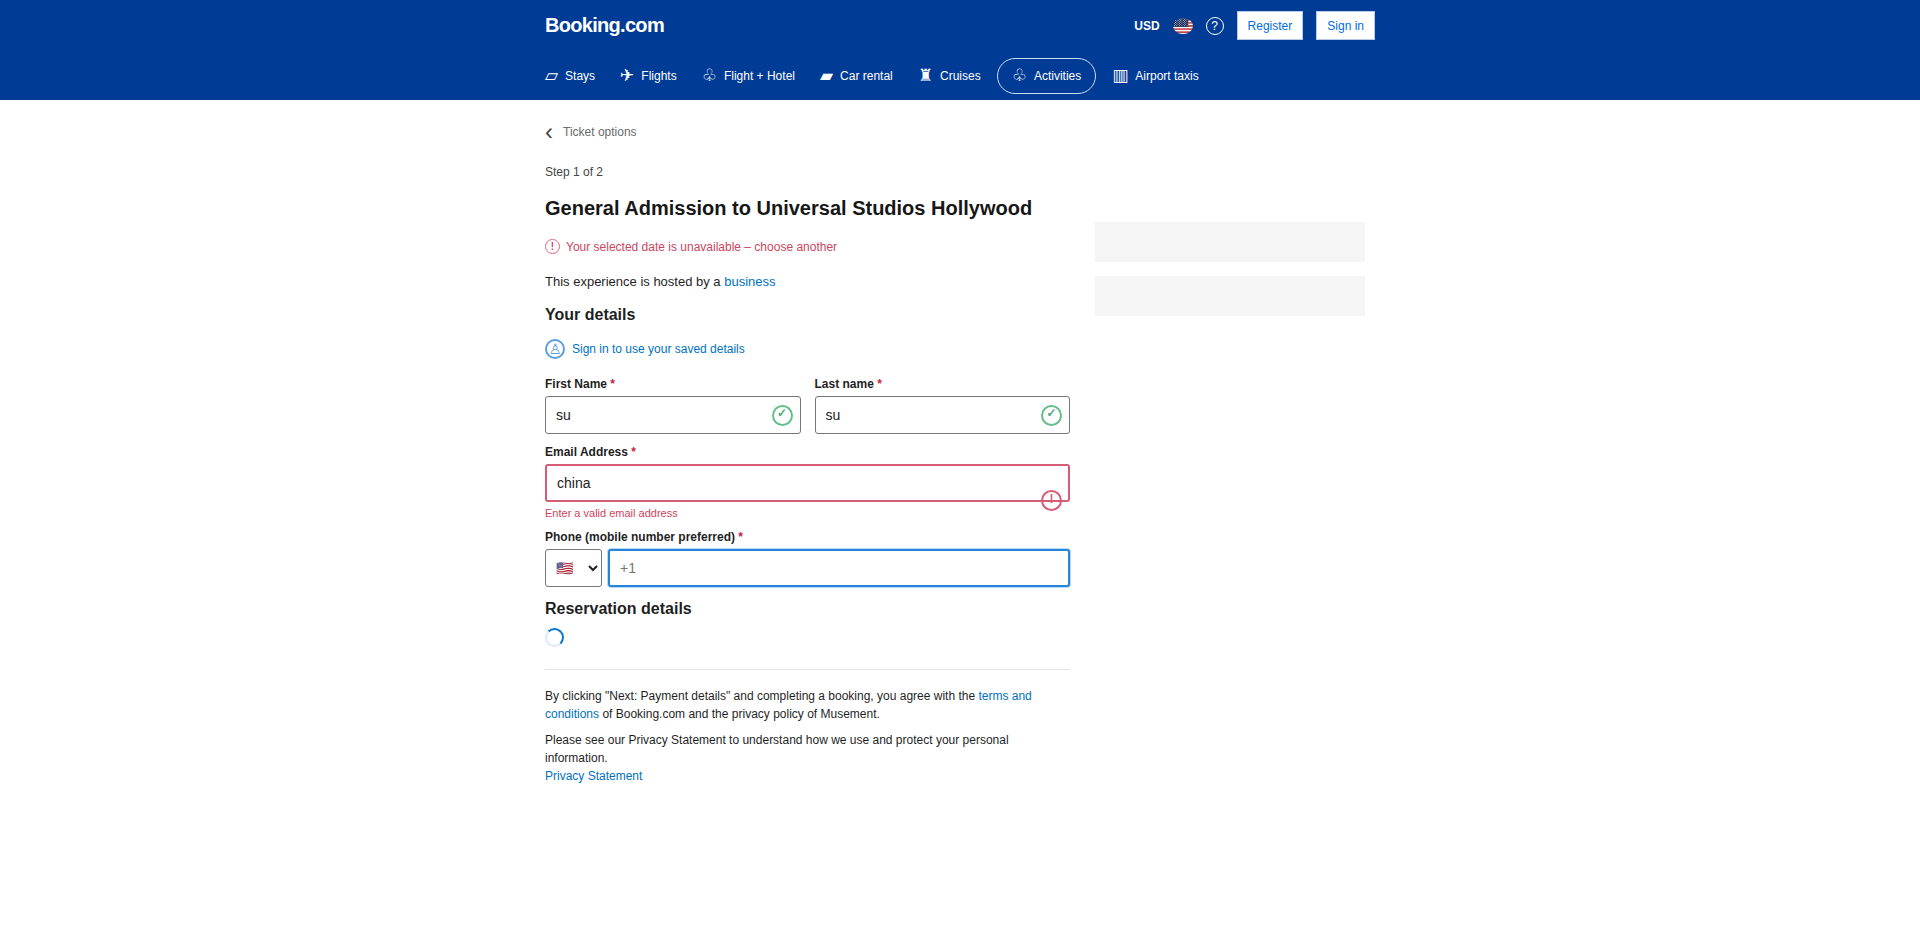 Booking.com
USD
?
Register
Sign in
Stays
Flights
Flight + Hotel
Car rental
Cruises
Activities
Airport taxis
Ticket options
Step 1 of 2
General Admission to Universal Studios Hollywood
! Your selected date is unavailable – choose another
This experience is hosted by a business
Your details
Sign in to use your saved details
First Name *
Last name *
su
su
Email Address *
china
!
Enter a valid email address
Phone (mobile number preferred) *
+1
Reservation details
By clicking "Next: Payment details" and completing a booking, you agree with the terms and
conditions of Booking.com and the privacy policy of Musement.
Please see our Privacy Statement to understand how we use and protect your personal
information.
Privacy Statement